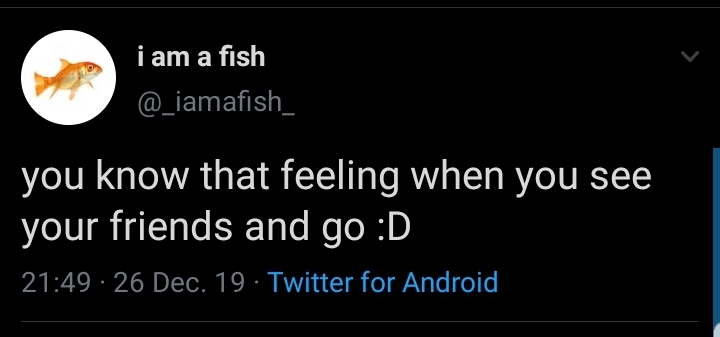 i am a fish
@_iamafish_
you know that feeling when you see
your friends and go :D
21:49 · 26 Dec. 19 · Twitter for Android